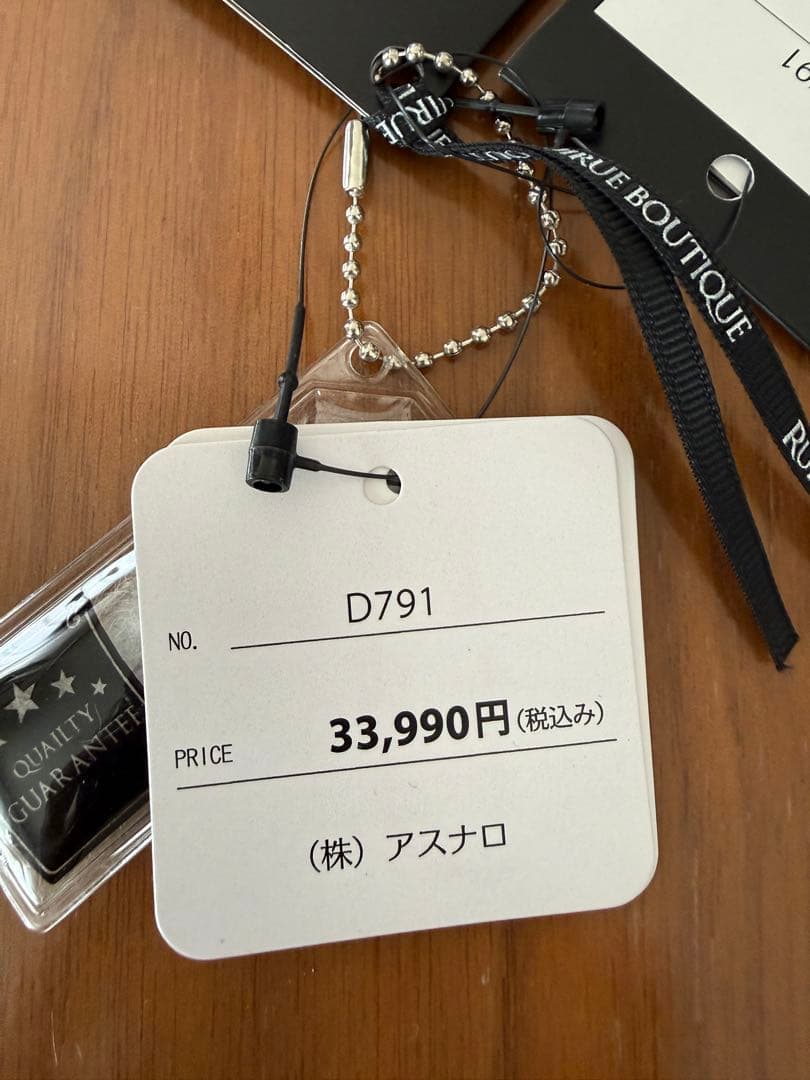 RUE BOUTIQUE
NO. D791
PRICE 33,990円(税込み)
(株) アスナロ
QUAILTY/
GUARANTEE